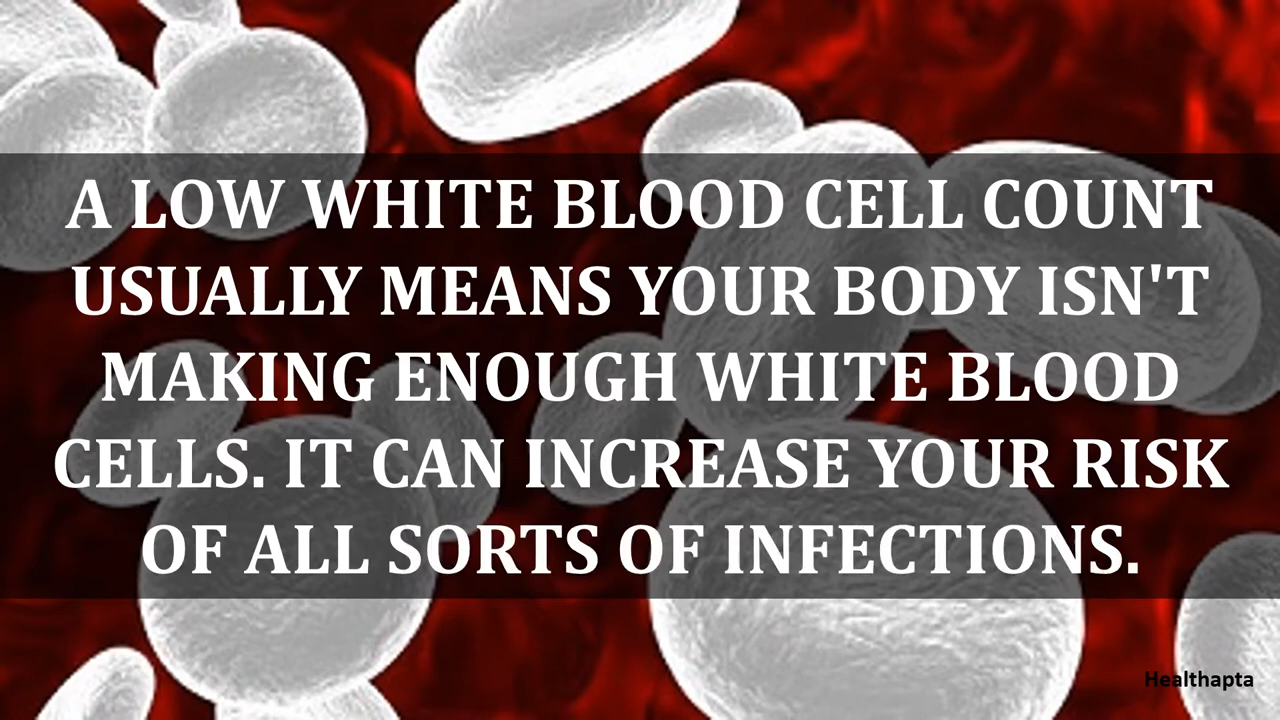 A LOW WHITE BLOOD CELL COUNT
USUALLY MEANS YOUR BODY ISN'T
MAKING ENOUGH WHITE BLOOD
CELLS. IT CAN INCREASE YOUR RISK
OF ALL SORTS OF INFECTIONS.
Healthapta